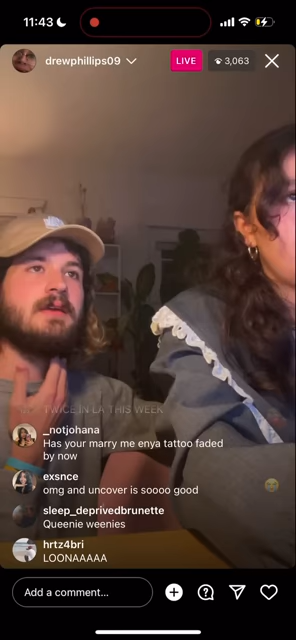 11:43
drewphillips09
LIVE
3,063
TWICE IN LA THIS WEEK
_notjohana
Has your marry me enya tattoo faded
by now
exsnce
omg and uncover is soooo good
sleep_deprivedbrunette
Queenie weenies
hrtz4bri
LOONAAAAA
Add a comment...